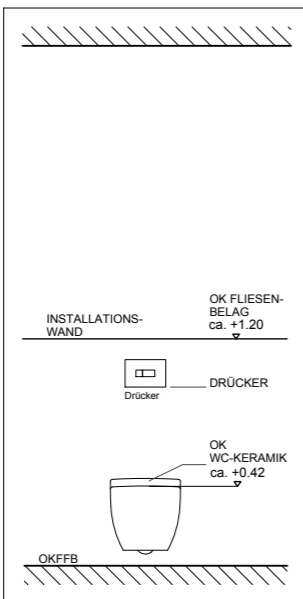 OK FLIESEN-
BELAG
ca. +1.20
INSTALLATIONS-
WAND
DRÜCKER
Drücker
OK
WC-KERAMIK
ca. +0.42
OKFFB